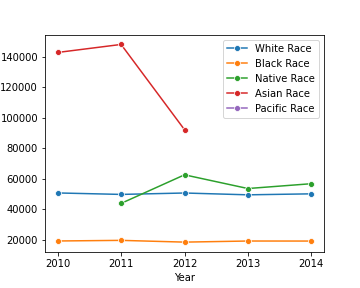 140000
120000
100000
80000
60000
40000
20000
2010 2011 2012 2013 2014
Year
White Race
Black Race
Native Race
Asian Race
Pacific Race